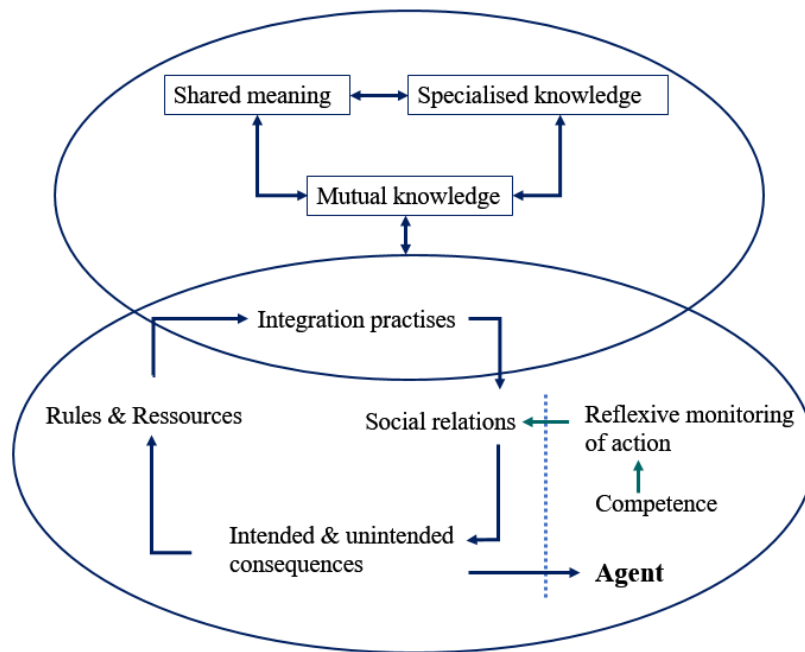 Shared meaning
Specialised knowledge
Mutual knowledge
Integration practises
Rules & Ressources
Social relations
Reflexive monitoring
of action
Competence
Intended & unintended
consequences
Agent